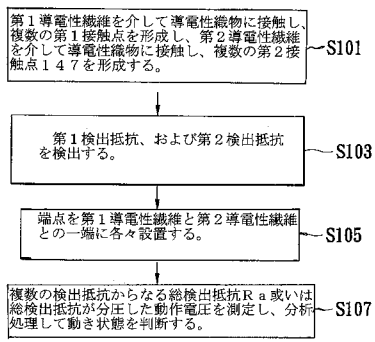 第1導電性繊維を介して導電性織物に接触し、
複数の第1接触点を形成し、第2導電性繊維
を介して導電性織物に接触し、複数の第2接
触点147を形成する。
S101
第1検出抵抗、および第2検出抵抗
を検出する。
S103
端点を第1導電性繊維と第2導電性繊維
との一端に各々設置する。
S105
複数の検出抵抗からなる総検出抵抗Ra或いは
総検出抵抗が分圧した動作電圧を測定し、分析
処理して動き状態を判断する。
S107